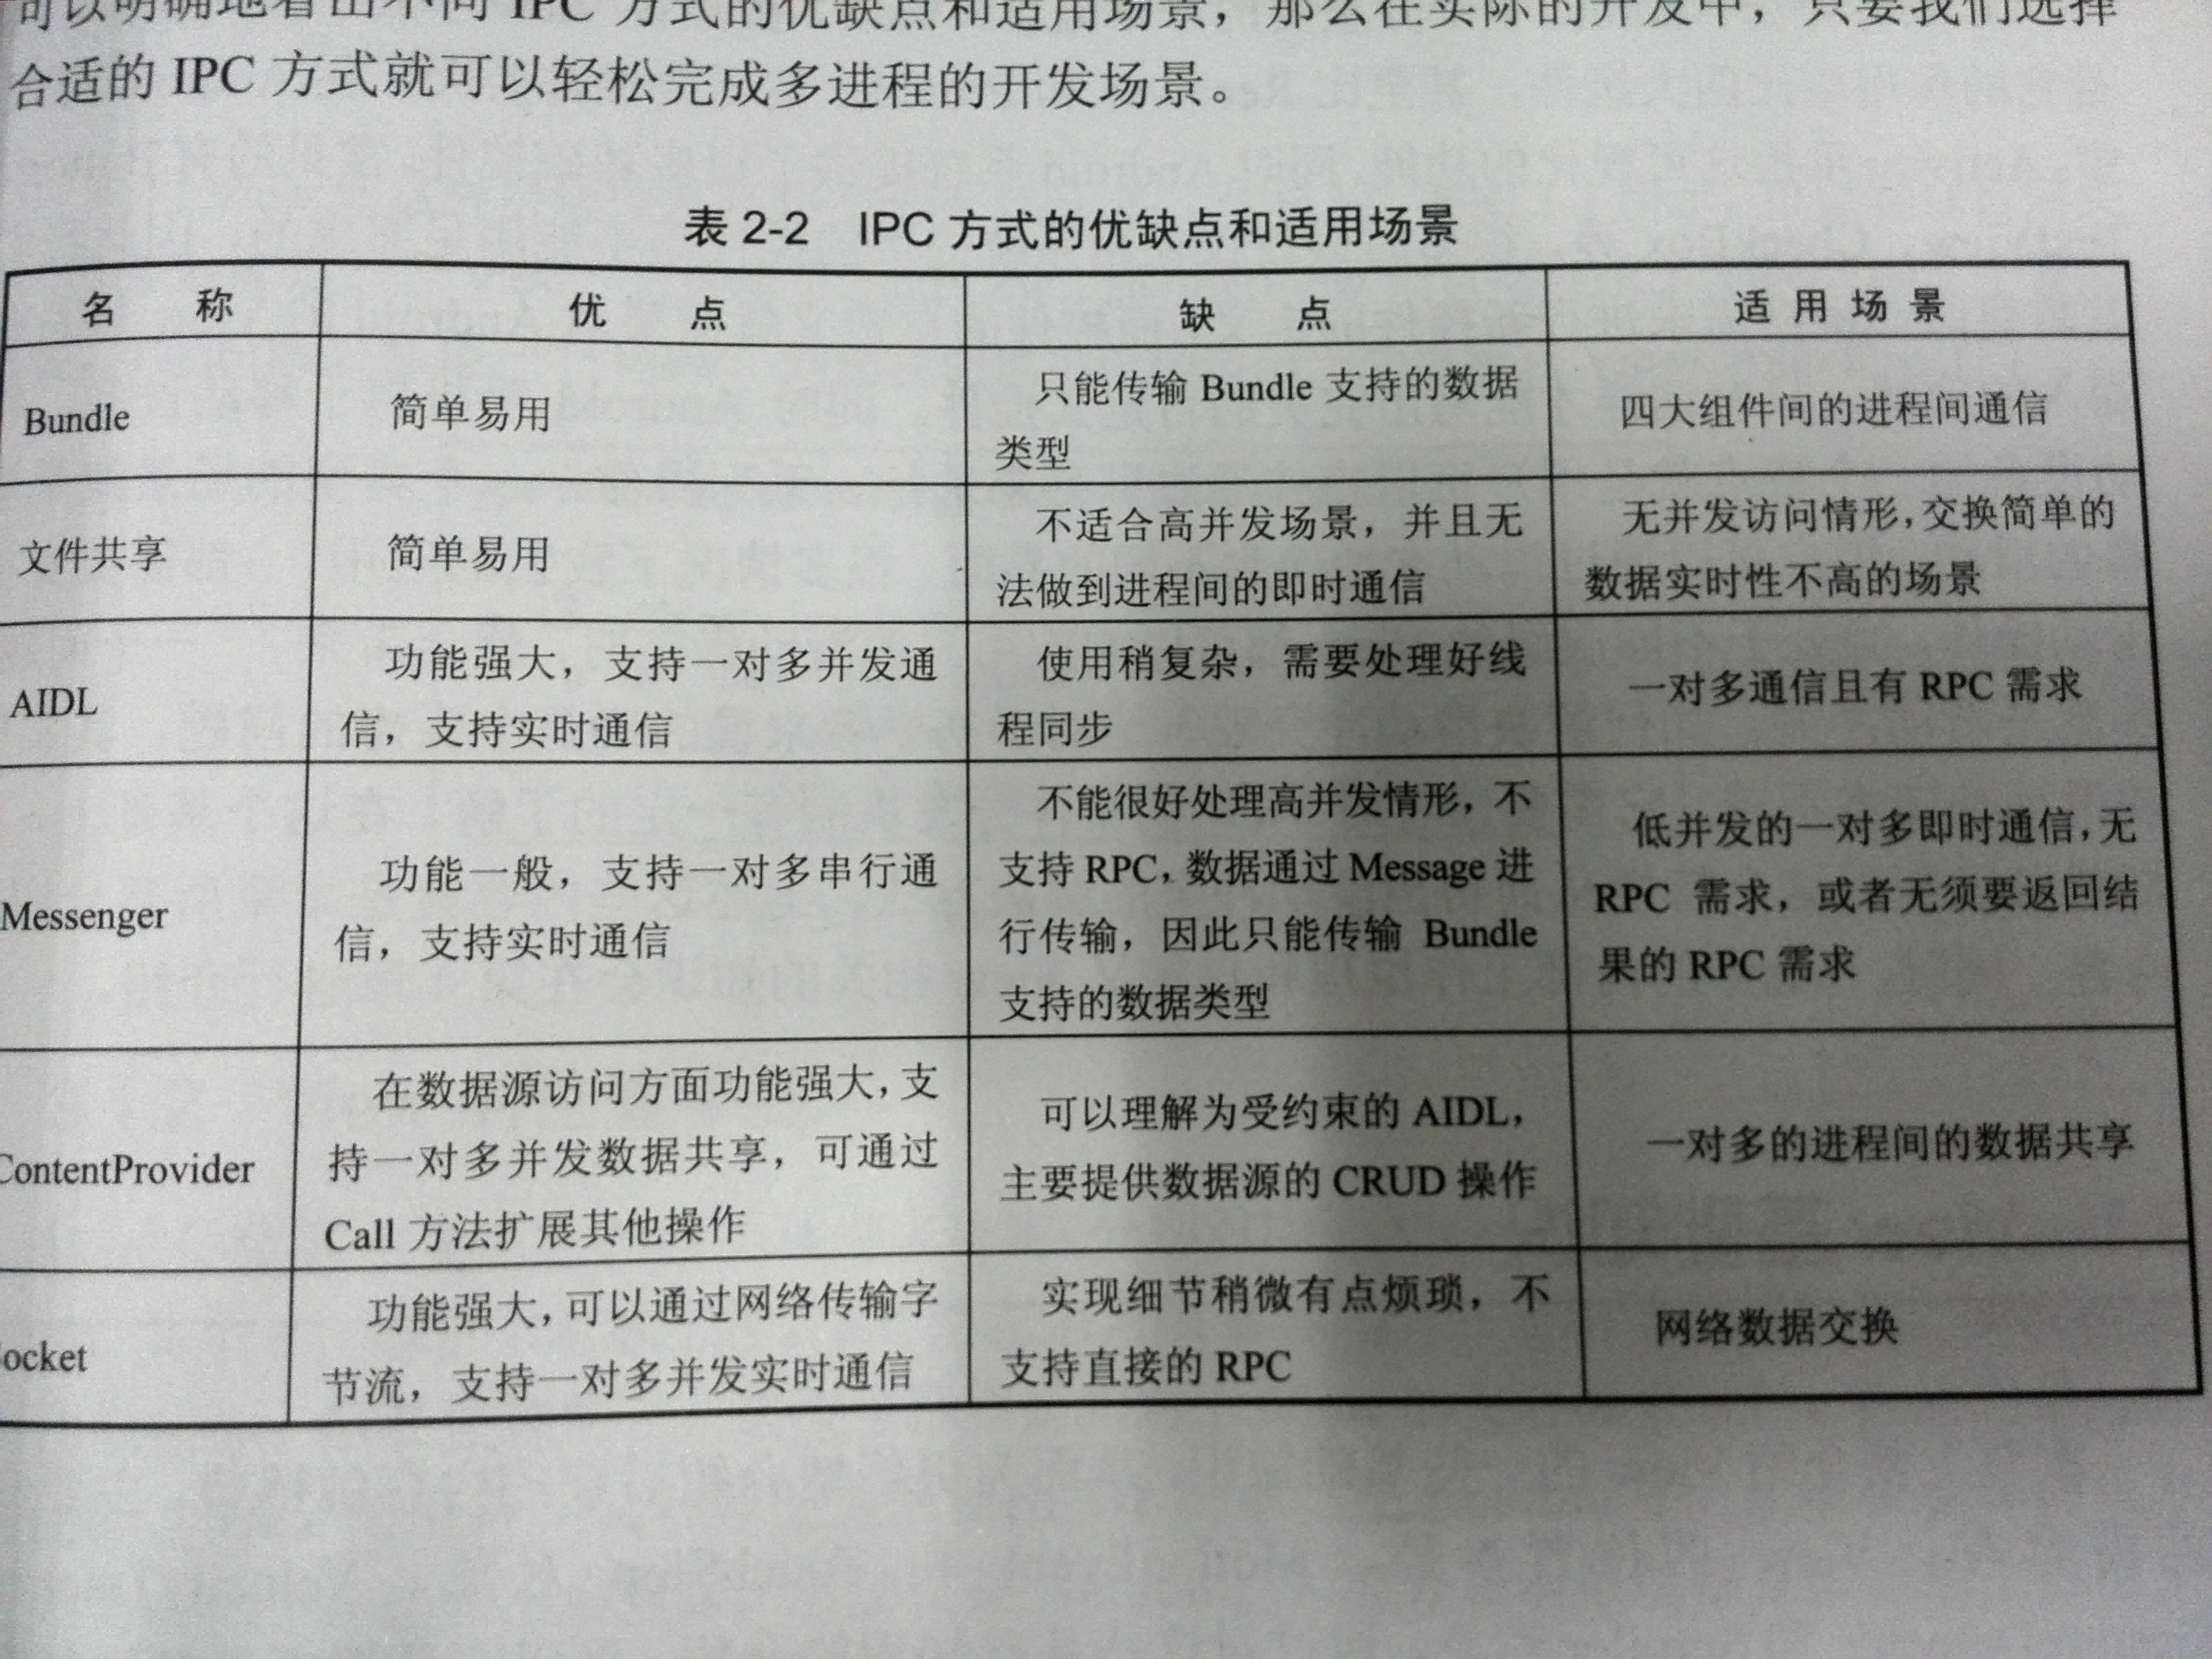 可以明确地看出不同 IPC 方式的优缺点和适用场景，那么在实际的开发中，只要我们选择
合适的 IPC 方式就可以轻松完成多进程的开发场景。
表 2-2 IPC 方式的优缺点和适用场景
名 称
优 点
缺 点
适 用 场 景
Bundle
简单易用
只能传输 Bundle 支持的数据
类型
四大组件间的进程间通信
文件共享
简单易用
不适合高并发场景，并且无
法做到进程间的即时通信
无并发访问情形，交换简单的
数据实时性不高的场景
AIDL
功能强大，支持一对多并发通
信，支持实时通信
使用稍复杂，需要处理好线
程同步
一对多通信且有 RPC 需求
Messenger
功能一般，支持一对多串行通
信，支持实时通信
不能很好处理高并发情形，不
支持 RPC，数据通过 Message 进
行传输，因此只能传输 Bundle
支持的数据类型
低并发的一对多即时通信，无
RPC 需求，或者无须要返回结
果的 RPC 需求
ContentProvider
在数据源访问方面功能强大，支
持一对多并发数据共享，可通过
Call 方法扩展其他操作
可以理解为受约束的 AIDL，
主要提供数据源的 CRUD 操作
一对多的进程间的数据共享
ocket
功能强大，可以通过网络传输字
节流，支持一对多并发实时通信
实现细节稍微有点烦琐，不
支持直接的 RPC
网络数据交换